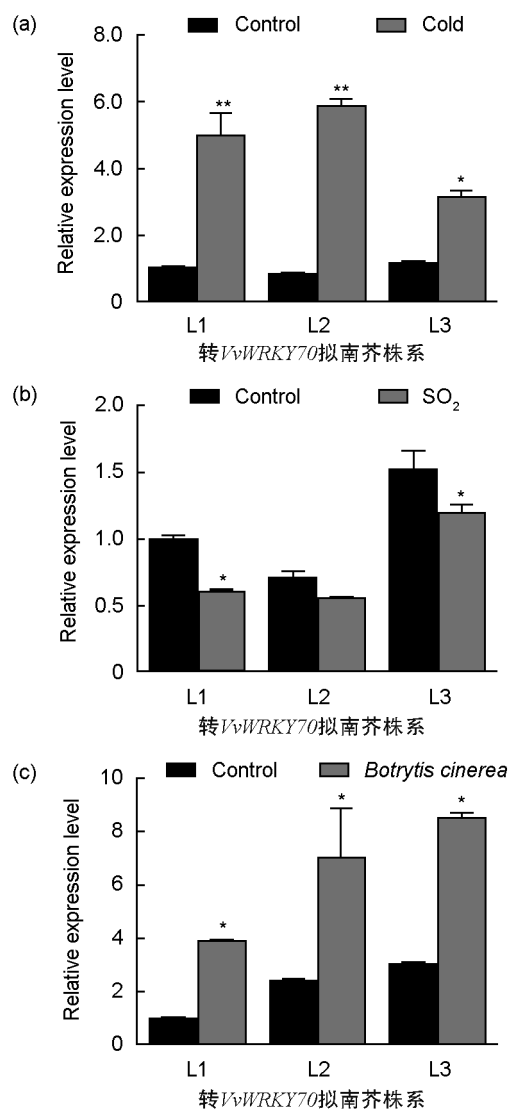 (a)
Control Cold
Relative expression level
8.0
6.0
4.0
2.0
0
**
**
*
L1 L2 L3
转VvWRKY70拟南芥株系
(b)
Control SO₂
Relative expression level
2.0
1.5
1.0
0.5
0
*
*
L1 L2 L3
转VvWRKY70拟南芥株系
(c)
Control Botrytis cinerea
Relative expression level
10
8
6
4
2
0
*
*
*
L1 L2 L3
转VvWRKY70拟南芥株系